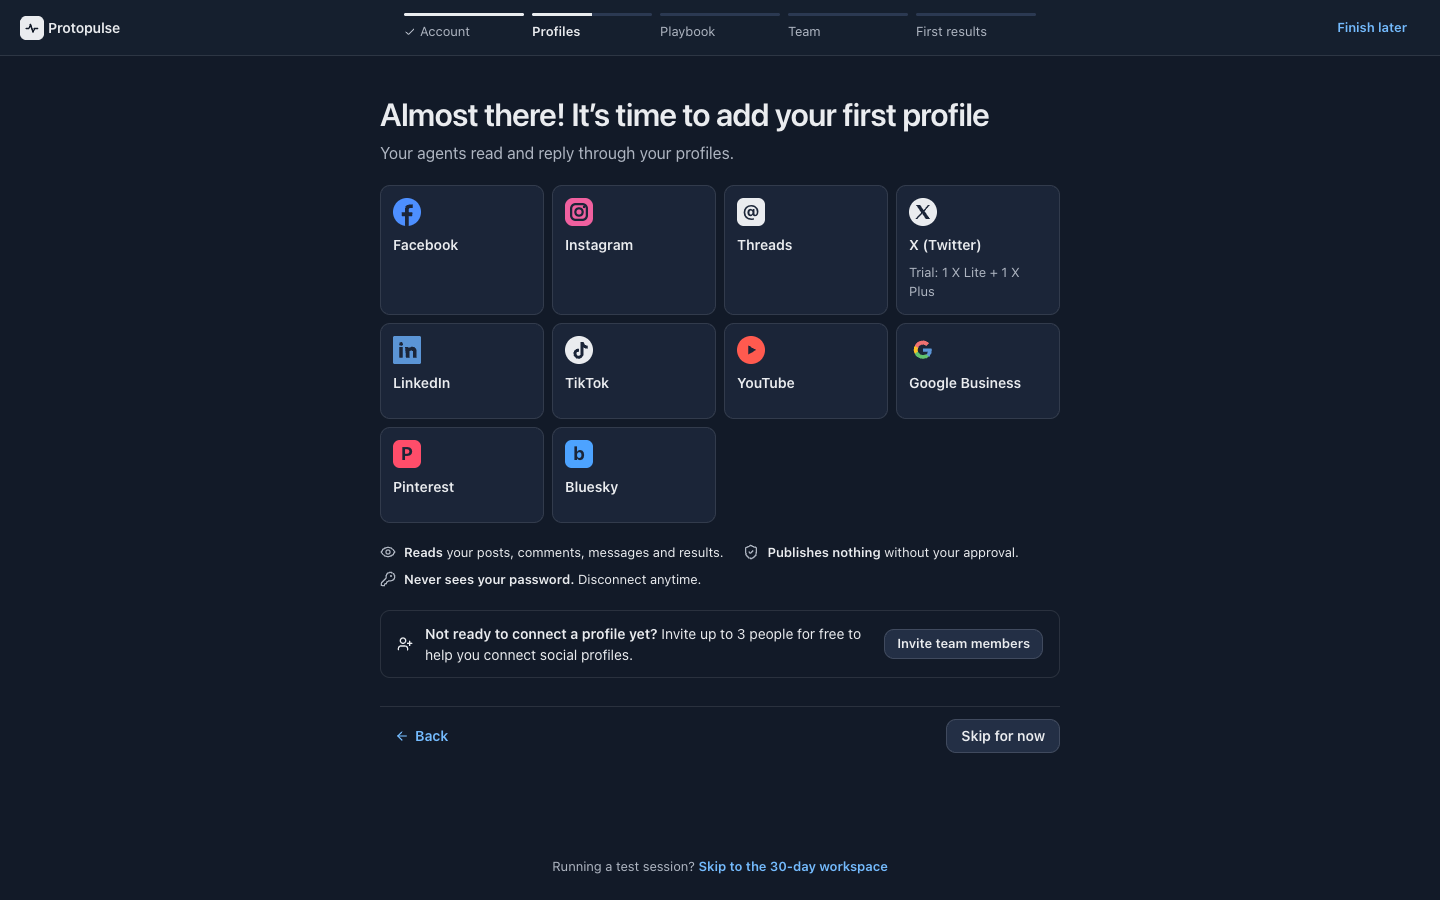 Protopulse
Account
Profiles
Playbook
Team
First results
Finish later
Almost there! It’s time to add your first profile
Your agents read and reply through your profiles.
Facebook
Instagram
@
Threads
X (Twitter)
Trial: 1 X Lite + 1 X
Plus
in
LinkedIn
TikTok
YouTube
G
Google Business
P
Pinterest
b
Bluesky
Reads your posts, comments, messages and results.
Publishes nothing without your approval.
Never sees your password. Disconnect anytime.
Not ready to connect a profile yet? Invite up to 3 people for free to
help you connect social profiles.
Invite team members
Back
Skip for now
Running a test session? Skip to the 30-day workspace